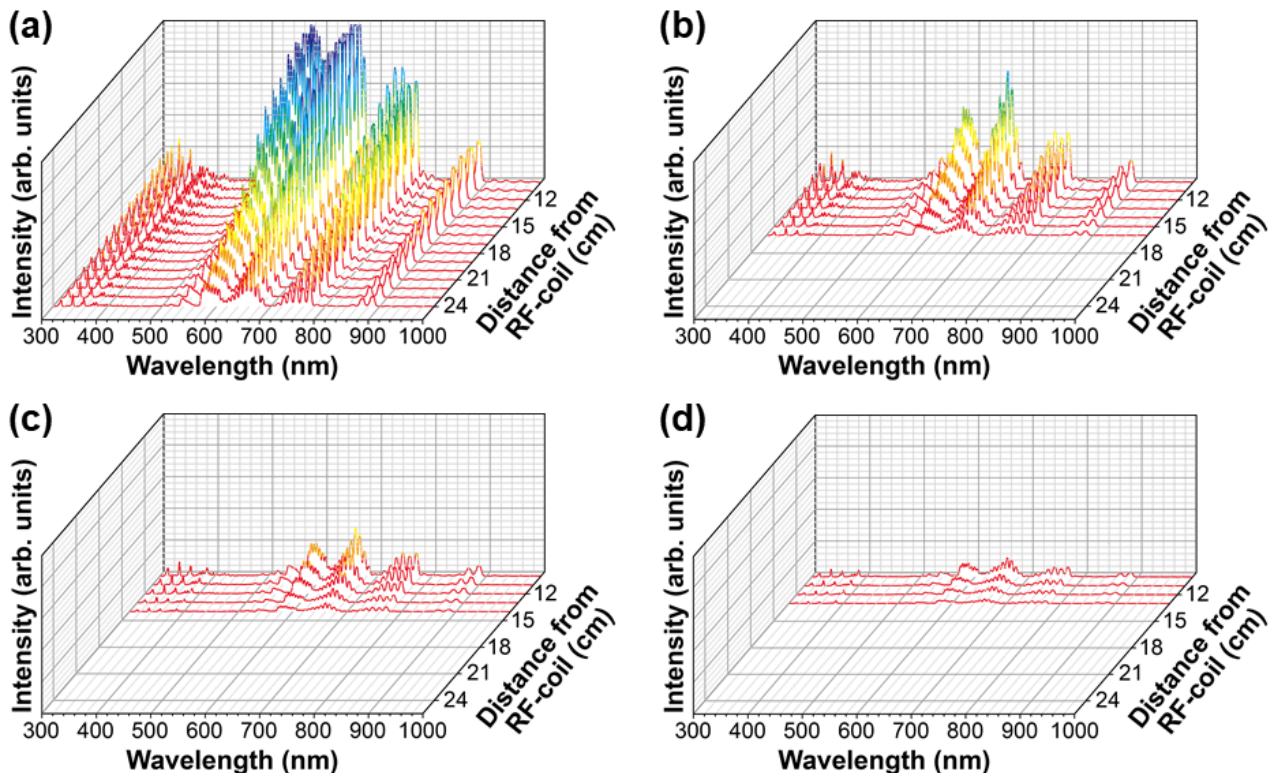 (a)
Intensity (arb. units)
12
15
18
21
24
Distance from
RF-coil (cm)
300 400 500 600 700 800 900 1000
Wavelength (nm)
(b)
Intensity (arb. units)
12
15
18
21
24
Distance from
RF-coil (cm)
300 400 500 600 700 800 900 1000
Wavelength (nm)
(c)
Intensity (arb. units)
12
15
18
21
24
Distance from
RF-coil (cm)
300 400 500 600 700 800 900 1000
Wavelength (nm)
(d)
Intensity (arb. units)
12
15
18
21
24
Distance from
RF-coil (cm)
300 400 500 600 700 800 900 1000
Wavelength (nm)